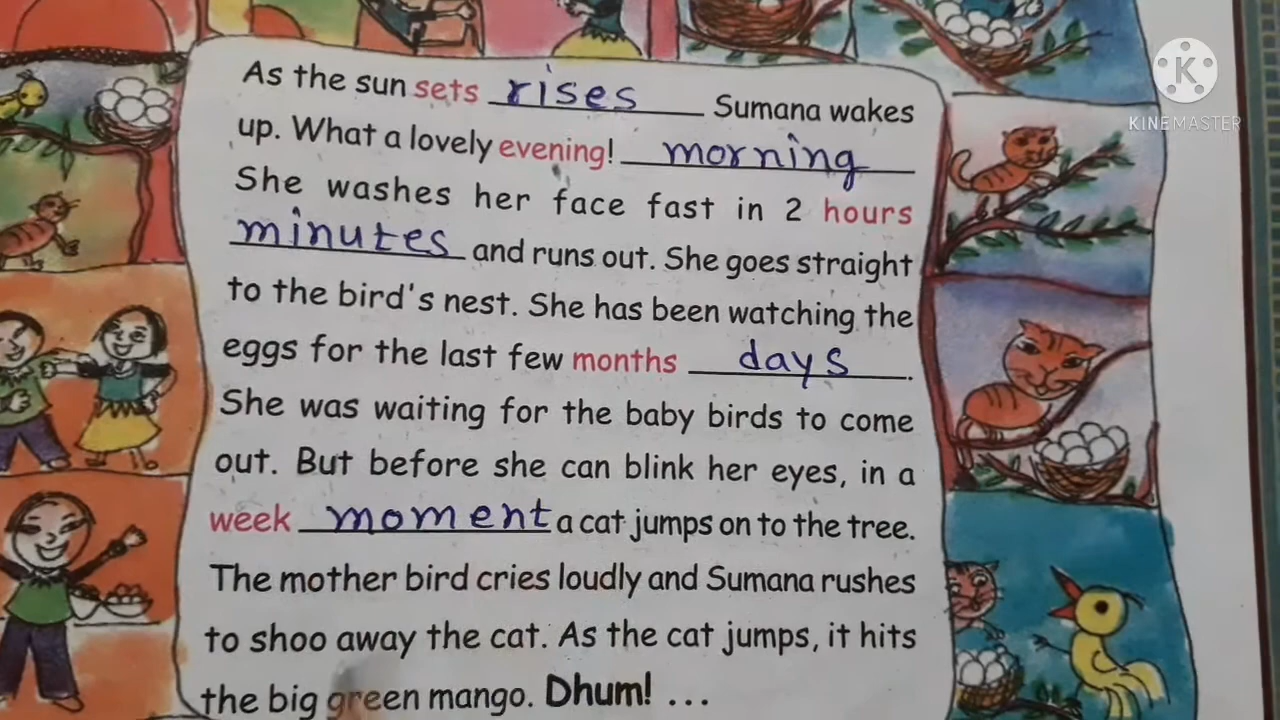 As the sun sets rises Sumana wakes
up. What a lovely evening! morning
She washes her face fast in 2 hours
minutes and runs out. She goes straight
to the bird's nest. She has been watching the
eggs for the last few months days.
She was waiting for the baby birds to come
out. But before she can blink her eyes, in a
week moment a cat jumps on to the tree.
The mother bird cries loudly and Sumana rushes
to shoo away the cat. As the cat jumps, it hits
the big green mango. Dhum! ...
K
KINEMASTER